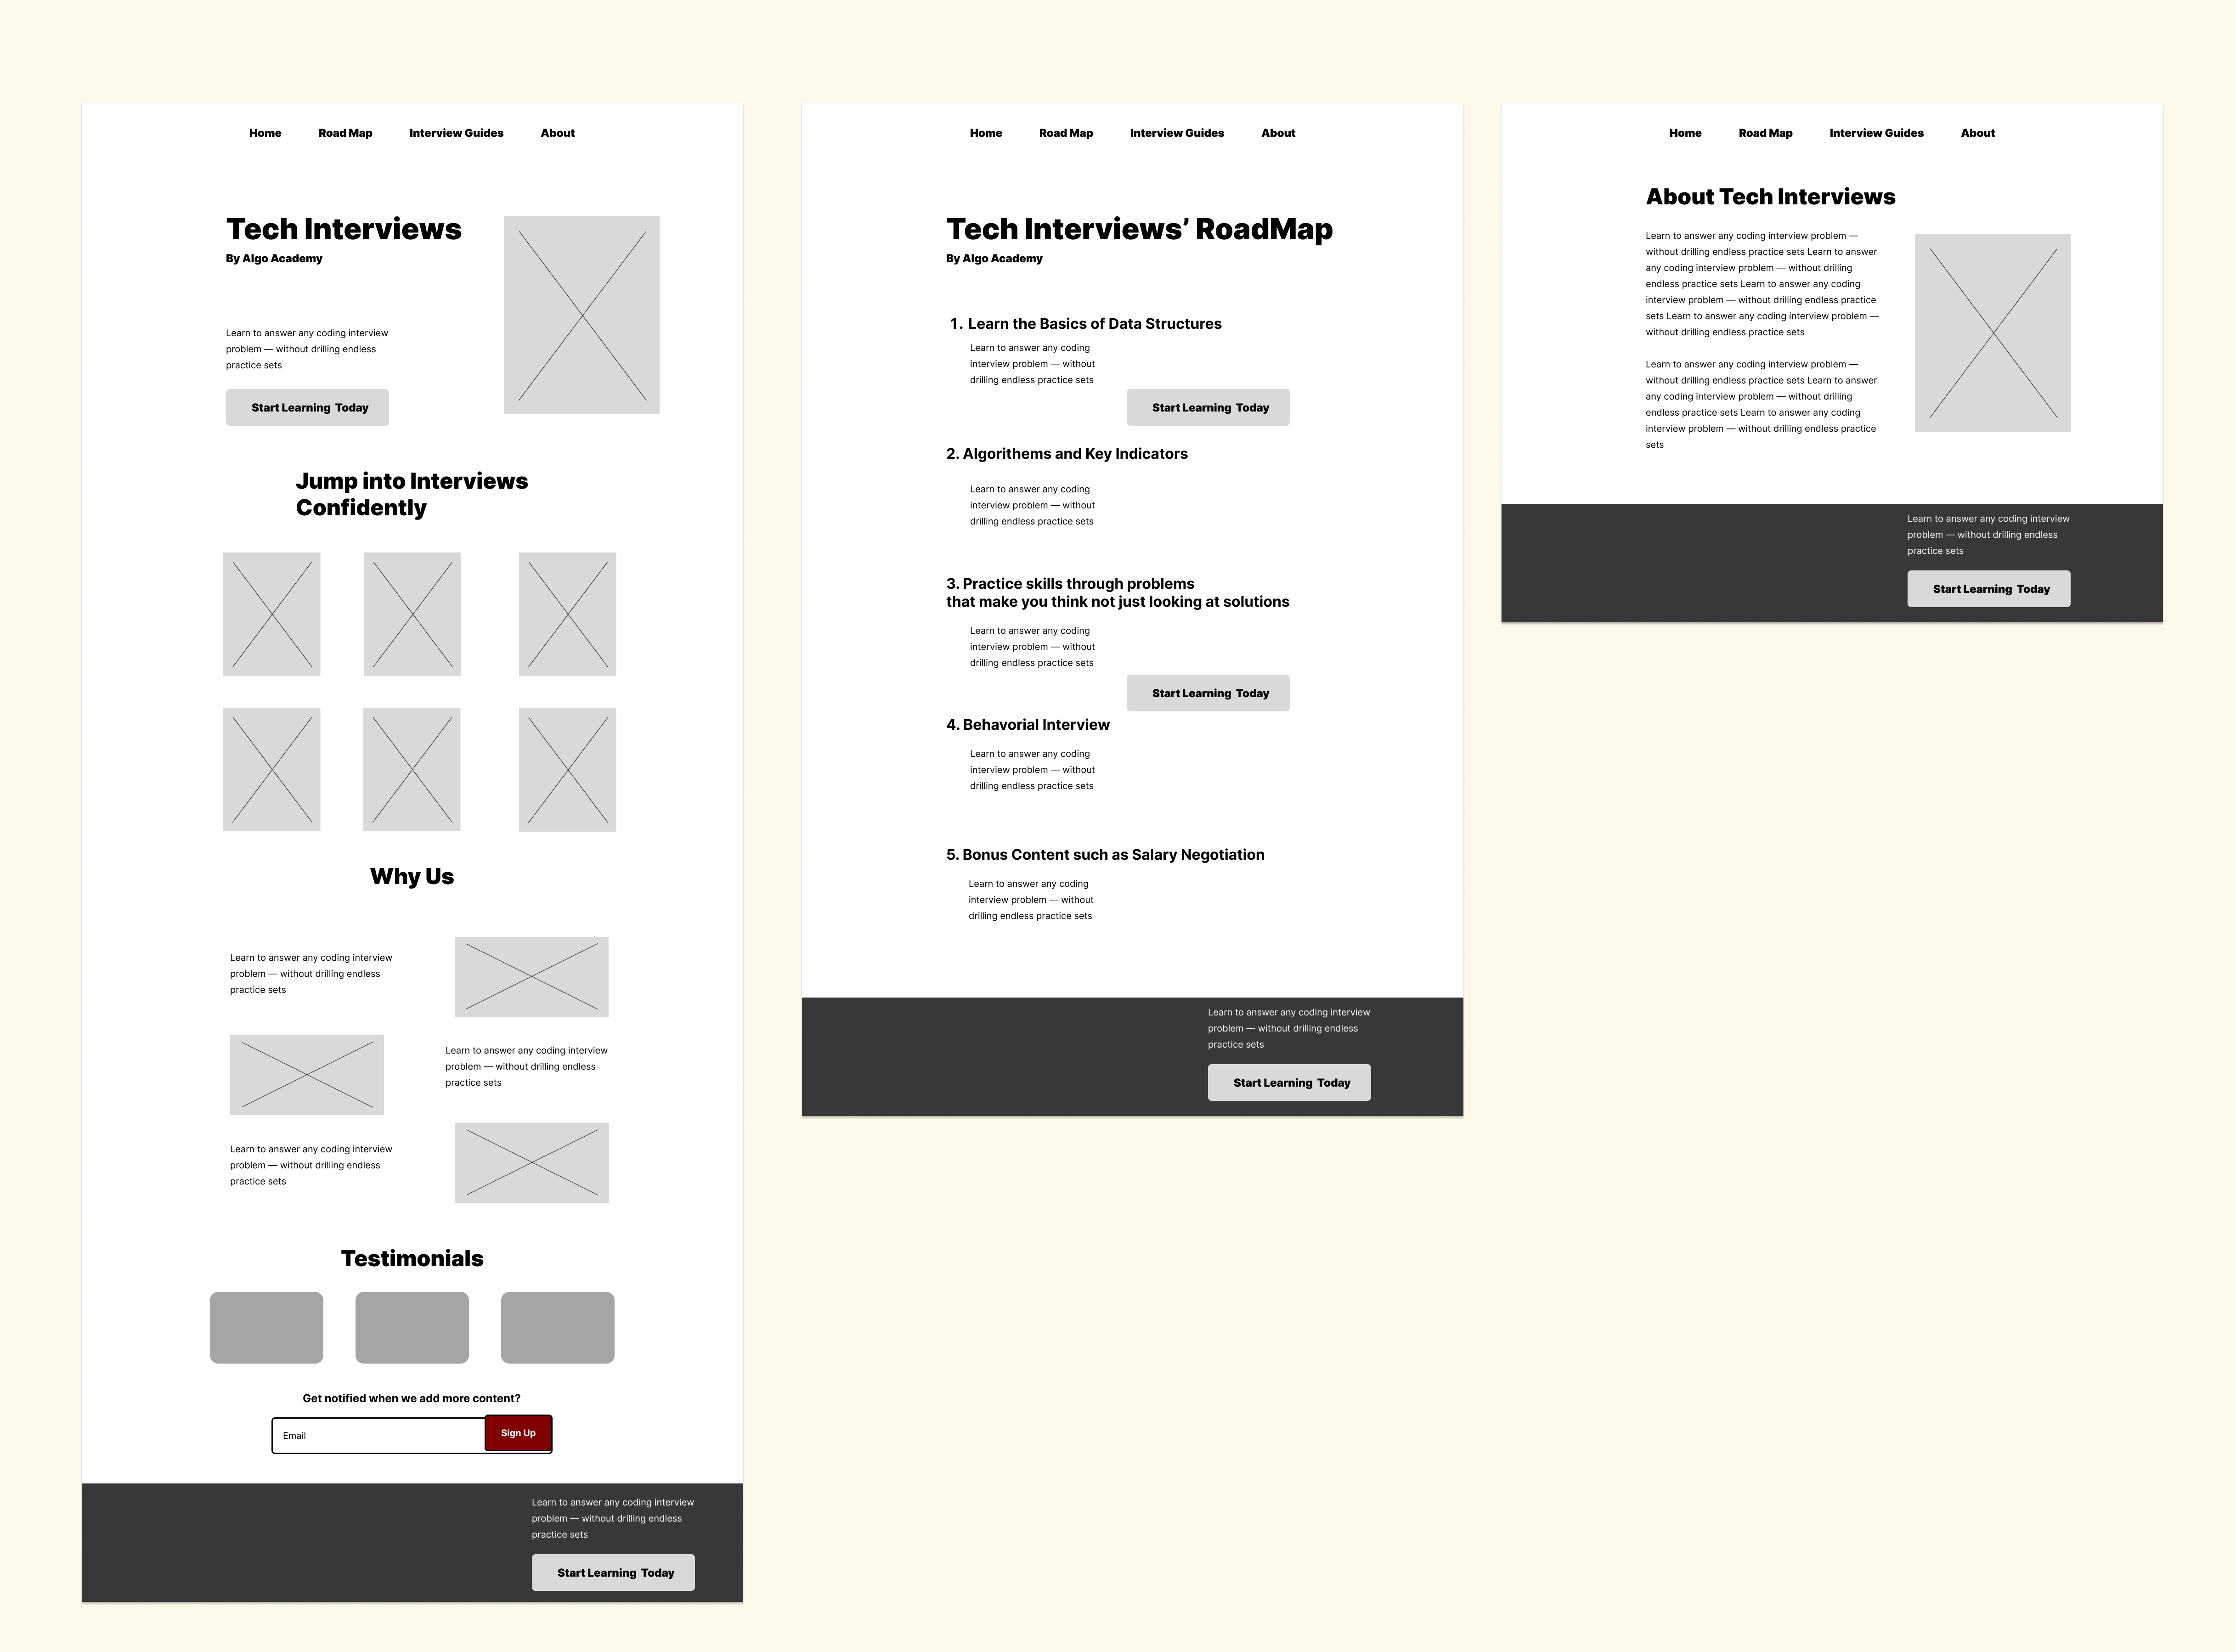 Home Road Map Interview Guides About
Tech Interviews
By Algo Academy
Learn to answer any coding interview
problem — without drilling endless
practice sets
Start Learning Today
Jump into Interviews
Confidently
Why Us
Learn to answer any coding interview
problem — without drilling endless
practice sets
Learn to answer any coding interview
problem — without drilling endless
practice sets
Learn to answer any coding interview
problem — without drilling endless
practice sets
Testimonials
Get notified when we add more content?
Email
Sign Up
Learn to answer any coding interview
problem — without drilling endless
practice sets
Start Learning Today
Home Road Map Interview Guides About
Tech Interviews’ RoadMap
By Algo Academy
1. Learn the Basics of Data Structures
Learn to answer any coding
interview problem — without
drilling endless practice sets
Start Learning Today
2. Algorithems and Key Indicators
Learn to answer any coding
interview problem — without
drilling endless practice sets
3. Practice skills through problems
that make you think not just looking at solutions
Learn to answer any coding
interview problem — without
drilling endless practice sets
Start Learning Today
4. Behavorial Interview
Learn to answer any coding
interview problem — without
drilling endless practice sets
5. Bonus Content such as Salary Negotiation
Learn to answer any coding
interview problem — without
drilling endless practice sets
Learn to answer any coding interview
problem — without drilling endless
practice sets
Start Learning Today
Home Road Map Interview Guides About
About Tech Interviews
Learn to answer any coding interview problem —
without drilling endless practice sets Learn to answer
any coding interview problem — without drilling
endless practice sets Learn to answer any coding
interview problem — without drilling endless practice
sets Learn to answer any coding interview problem —
without drilling endless practice sets
Learn to answer any coding interview problem —
without drilling endless practice sets Learn to answer
any coding interview problem — without drilling
endless practice sets Learn to answer any coding
interview problem — without drilling endless practice
sets
Learn to answer any coding interview
problem — without drilling endless
practice sets
Start Learning Today